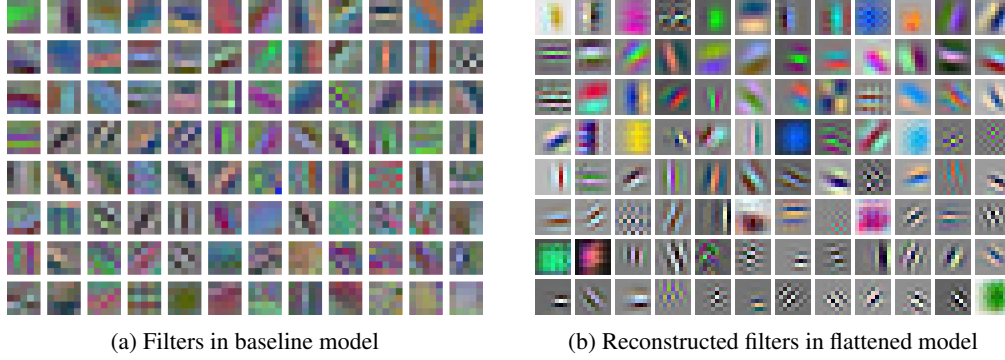 (a) Filters in baseline model
(b) Reconstructed filters in flattened model